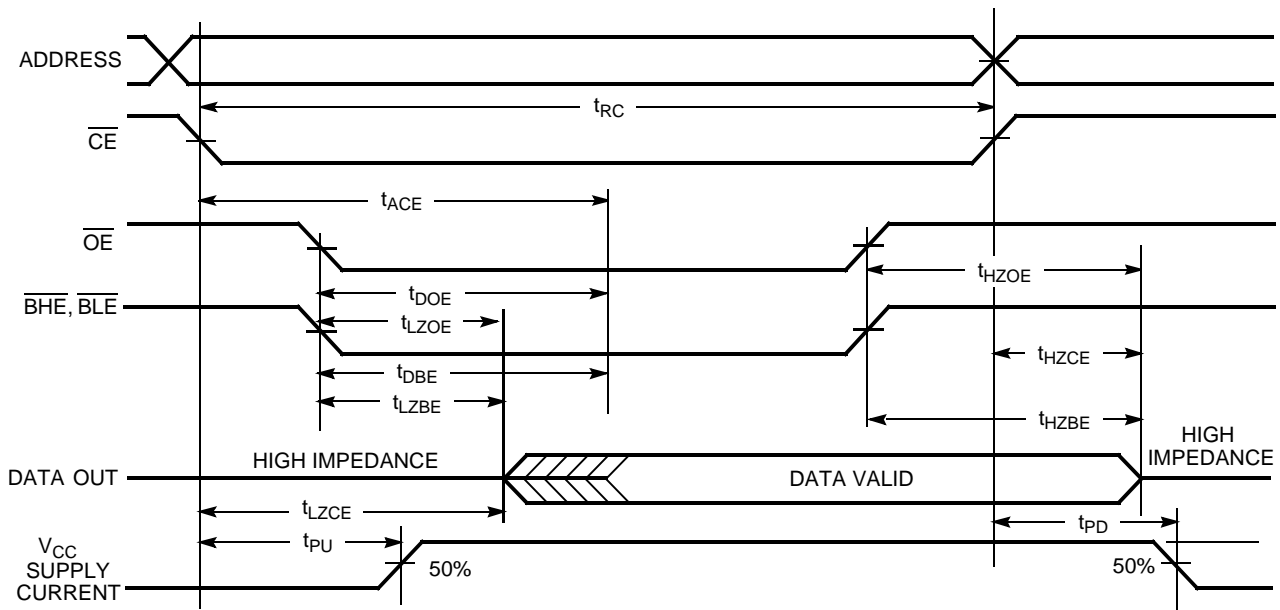 ADDRESS
tRC
CE
tACE
OE
tHZOE
tDOE
BHE, BLE
tLZOE
tHZCE
tDBE
tLZBE
tHZBE
HIGH IMPEDANCE
HIGH
IMPEDANCE
DATA OUT
DATA VALID
tLZCE
tPD
tPU
VCC
SUPPLY
CURRENT
50%
50%